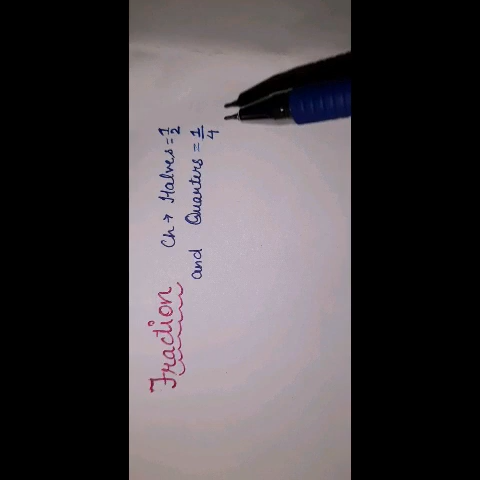 Fraction
Ch → Halves = 1/2
and Quarters = 1/4